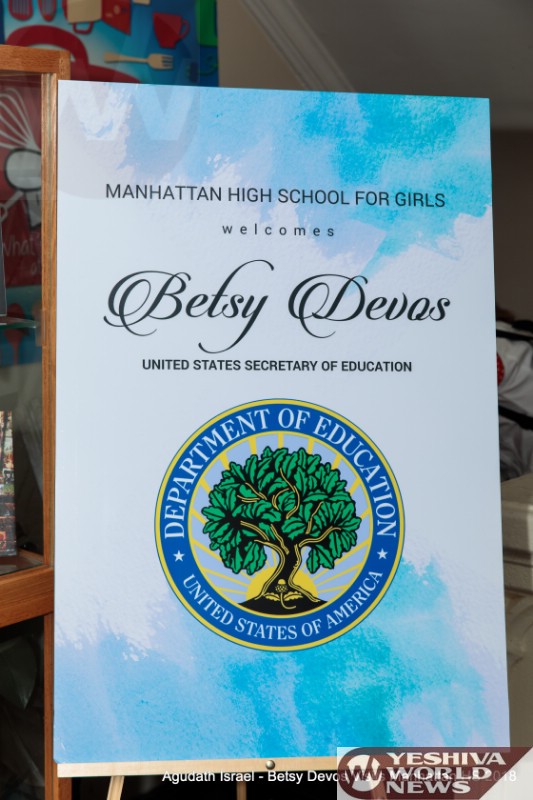 MANHATTAN HIGH SCHOOL FOR GIRLS
welcomes
Betsy Devos
UNITED STATES SECRETARY OF EDUCATION
DEPARTMENT OF EDUCATION
★ UNITED STATES OF AMERICA ★
Agudath Israel - Betsy Devos
2018
YESHIVA
WORLD
NEWS